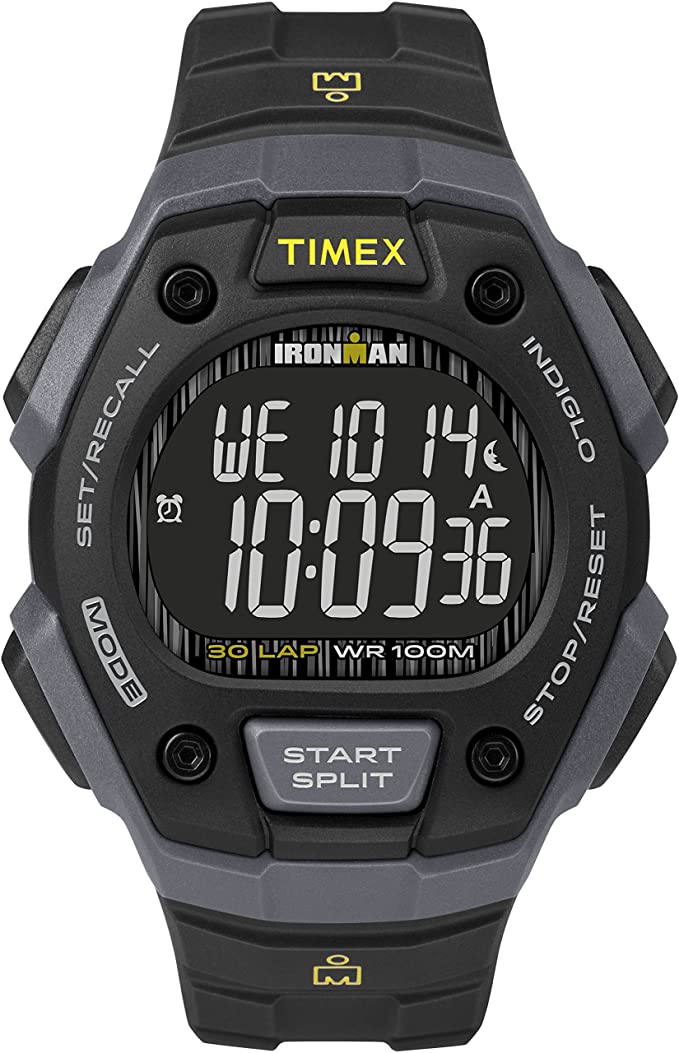 TIMEX
IRONMAN
SET/RECALL
INDIGLO
WE 10 14
A
10:09 36
MODE
STOP/RESET
30 LAP WR 100M
START
SPLIT